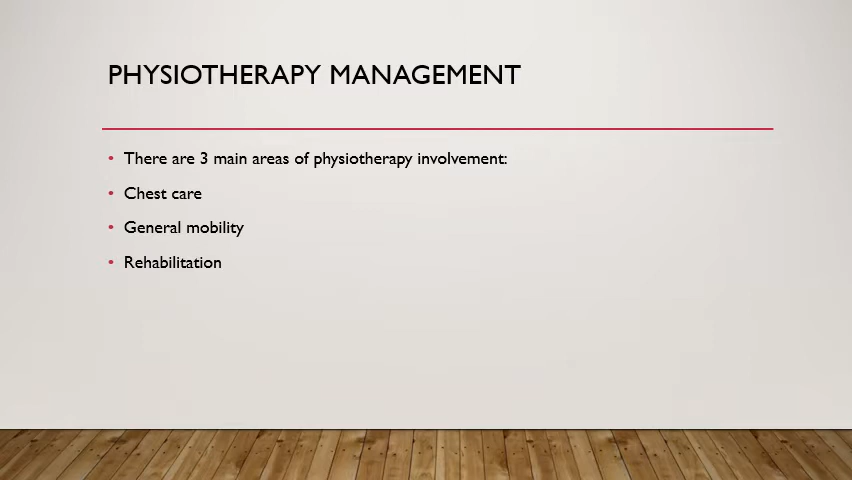 PHYSIOTHERAPY MANAGEMENT
• There are 3 main areas of physiotherapy involvement:
• Chest care
• General mobility
• Rehabilitation